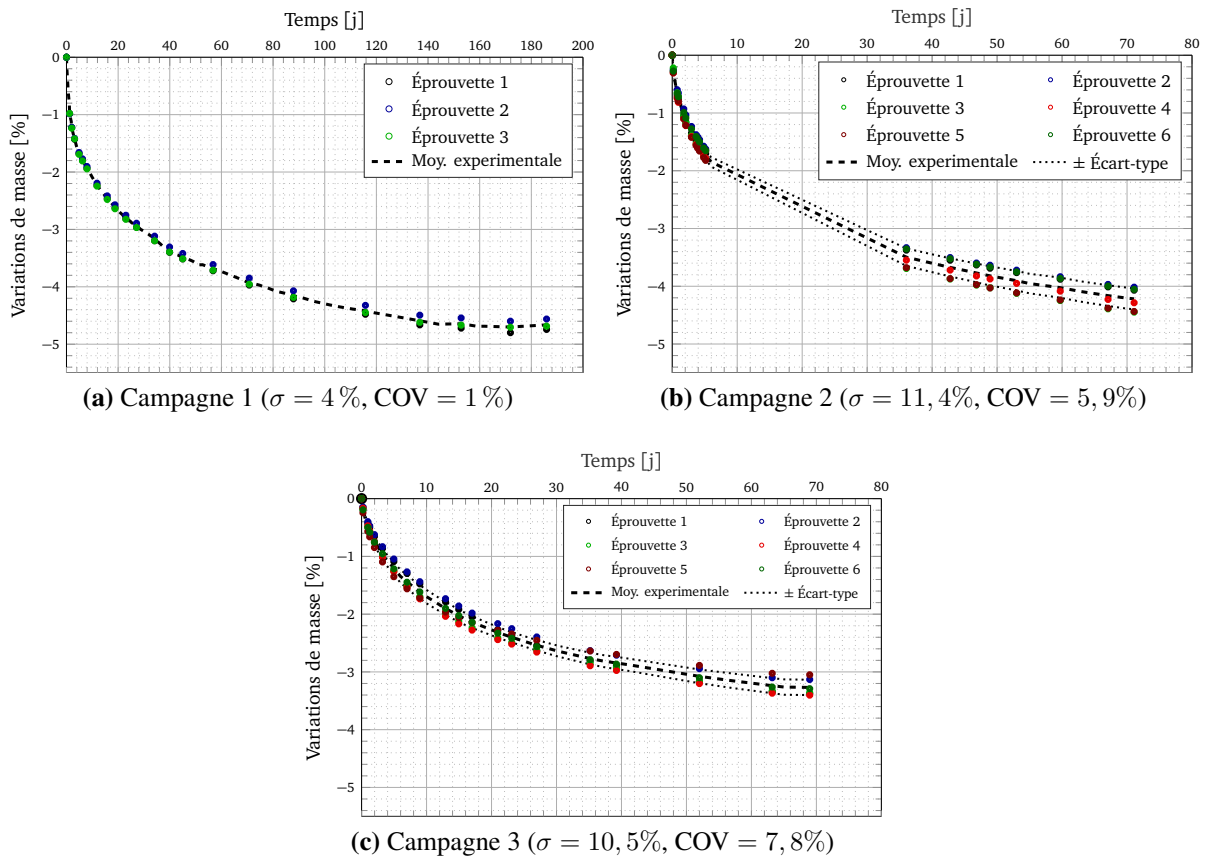 Temps [j]
0 20 40 60 80 100 120 140 160 180 200
0
−1
−2
−3
−4
−5
Variations de masse [%]
Éprouvette 1
Éprouvette 2
Éprouvette 3
Moy. experimentale
(a) Campagne 1 (σ = 4 %, COV = 1 %)
Temps [j]
0 10 20 30 40 50 60 70 80
0
−1
−2
−3
−4
−5
Variations de masse [%]
Éprouvette 1 Éprouvette 2
Éprouvette 3 Éprouvette 4
Éprouvette 5 Éprouvette 6
Moy. experimentale ± Écart-type
(b) Campagne 2 (σ = 11, 4%, COV = 5, 9%)
Temps [j]
0 10 20 30 40 50 60 70 80
0
−1
−2
−3
−4
−5
Variations de masse [%]
Éprouvette 1 Éprouvette 2
Éprouvette 3 Éprouvette 4
Éprouvette 5 Éprouvette 6
Moy. experimentale ± Écart-type
(c) Campagne 3 (σ = 10, 5%, COV = 7, 8%)